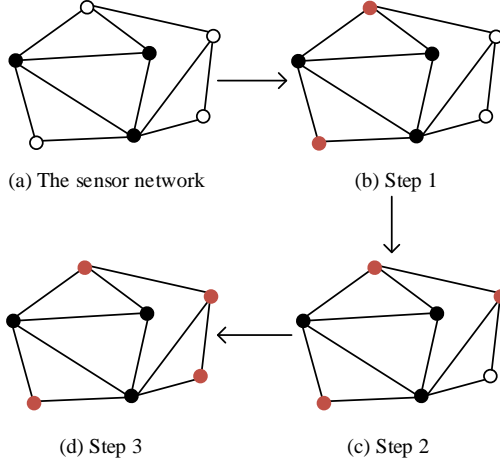 (a) The sensor network
(b) Step 1
(d) Step 3
(c) Step 2